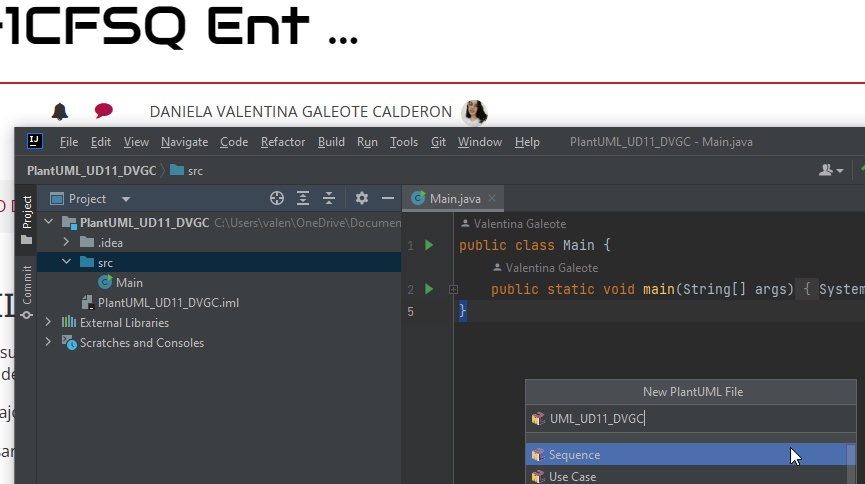 -1CFSQ Ent ...
DANIELA VALENTINA GALEOTE CALDERON
File Edit View Navigate Code Refactor Build Run Tools Git Window Help PlantUML_UD11_DVGC - Main.java
PlantUML_UD11_DVGC src
Project
Project
Commit
PlantUML_UD11_DVGC C:\Users\valen\OneDrive\Documen
.idea
src
Main
PlantUML_UD11_DVGC.iml
External Libraries
Scratches and Consoles
Main.java
Valentina Galeote
1 public class Main {
Valentina Galeote
2 public static void main(String[] args) { System
5 }
New PlantUML File
UML_UD11_DVGC
Sequence
Use Case